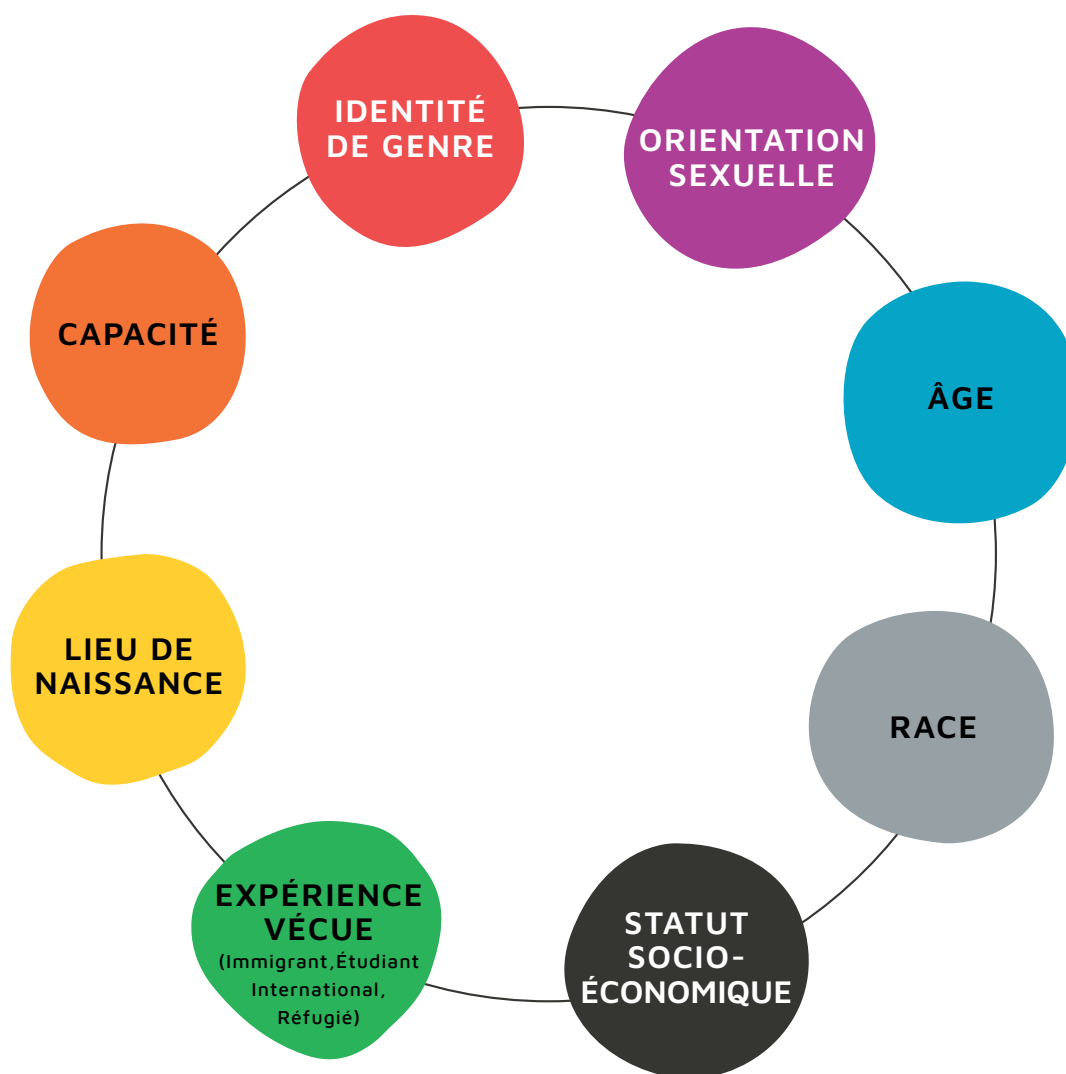 IDENTITÉ
DE GENRE
ORIENTATION
SEXUELLE
ÂGE
RACE
STATUT
SOCIO-
ÉCONOMIQUE
EXPÉRIENCE
VÉCUE
(Immigrant,Étudiant
International,
Réfugié)
LIEU DE
NAISSANCE
CAPACITÉ